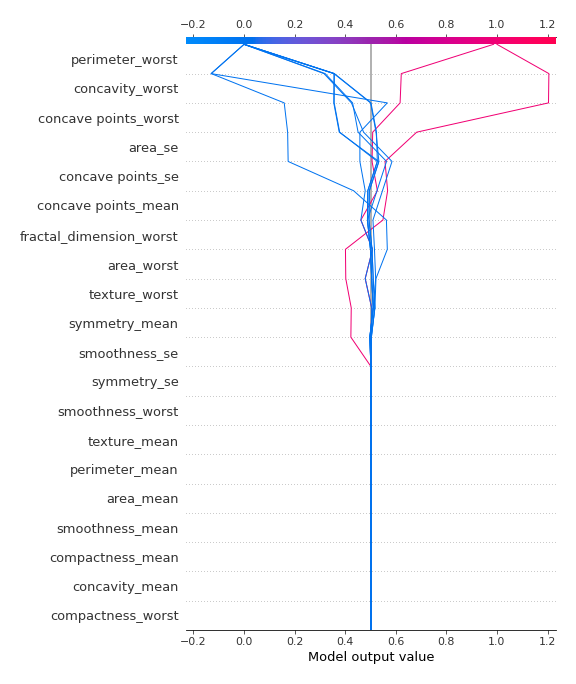 −0.2 0.0 0.2 0.4 0.6 0.8 1.0 1.2
perimeter_worst
concavity_worst
concave points_worst
area_se
concave points_se
concave points_mean
fractal_dimension_worst
area_worst
texture_worst
symmetry_mean
smoothness_se
symmetry_se
smoothness_worst
texture_mean
perimeter_mean
area_mean
smoothness_mean
compactness_mean
concavity_mean
compactness_worst
−0.2 0.0 0.2 0.4 0.6 0.8 1.0 1.2
Model output value